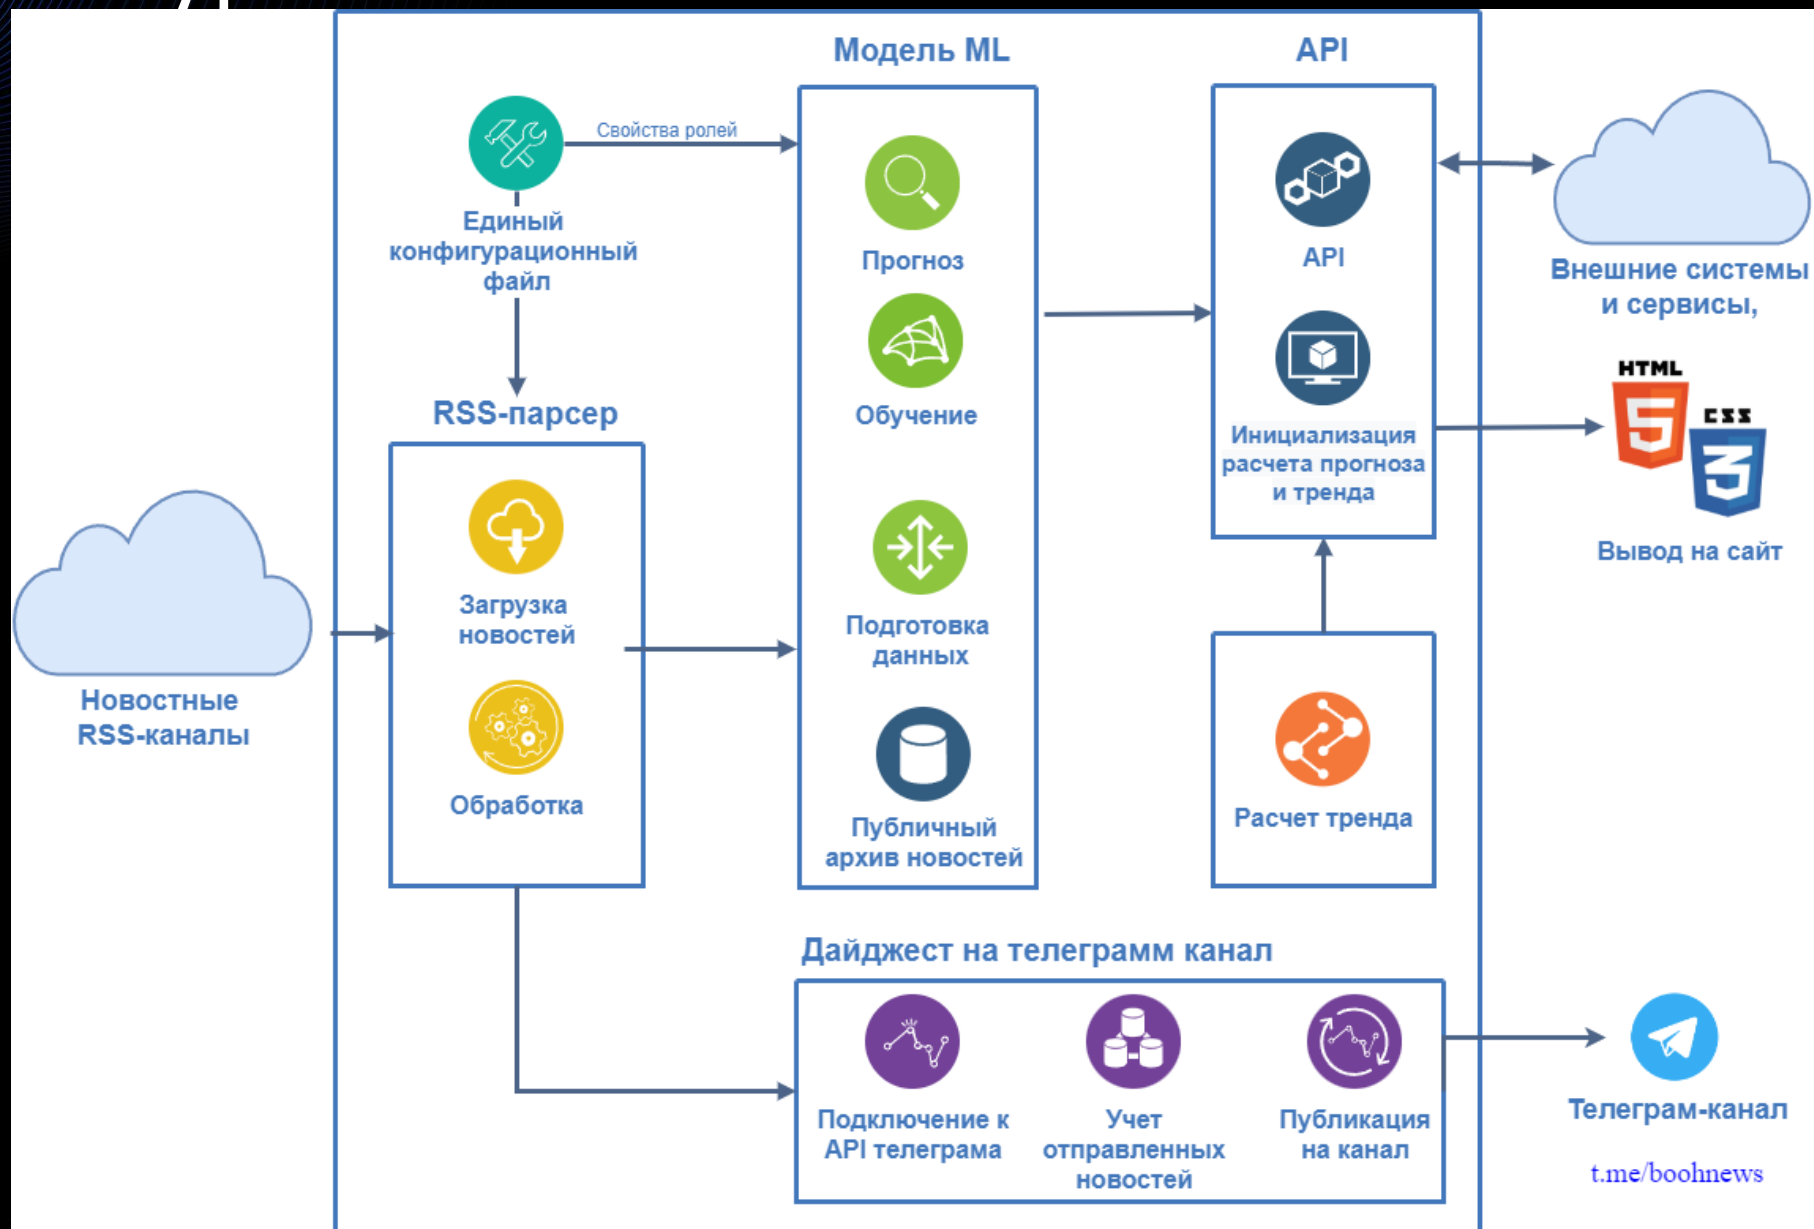 Модель ML
API
Свойства ролей
Единый
конфигурационный
файл
Прогноз
API
Внешние системы
и сервисы,
HTML
CSS
Обучение
RSS-парсер
Инициализация
расчета прогноза
и тренда
Вывод на сайт
Загрузка
новостей
Подготовка
данных
Новостные
RSS-каналы
Обработка
Публичный
архив новостей
Расчет тренда
Дайджест на телеграмм канал
Подключение к
API телеграма
Учет
отправленных
новостей
Публикация
на канал
Телеграм-канал
t.me/boohnews